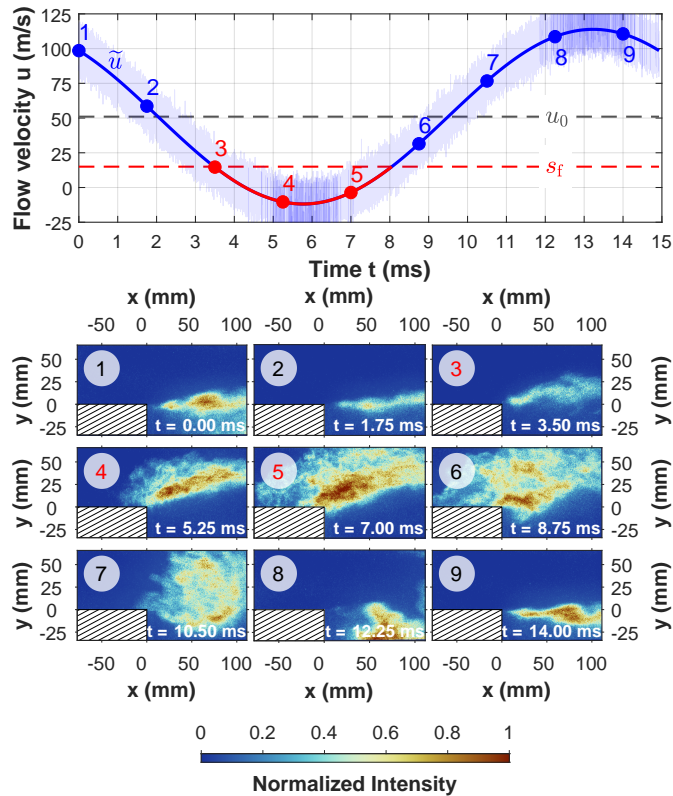 Flow velocity u (m/s)
125
100
75
50
25
0
-25
1
ũ
2
3
4
5
6
7
8
9
u₀
s_f
0 1 2 3 4 5 6 7 8 9 10 11 12 13 14 15
Time t (ms)
x (mm) x (mm) x (mm)
-50 0 50 100 -50 0 50 100 -50 0 50 100
y (mm) 50 25 0 -25 1 t = 0.00 ms 2 t = 1.75 ms 3 t = 3.50 ms 50 25 0 -25 y (mm)
y (mm) 50 25 0 -25 4 t = 5.25 ms 5 t = 7.00 ms 6 t = 8.75 ms 50 25 0 -25 y (mm)
y (mm) 50 25 0 -25 7 t = 10.50 ms 8 t = 12.25 ms 9 t = 14.00 ms 50 25 0 -25 y (mm)
-50 0 50 100 -50 0 50 100 -50 0 50 100
x (mm) x (mm) x (mm)
0 0.2 0.4 0.6 0.8 1
Normalized Intensity